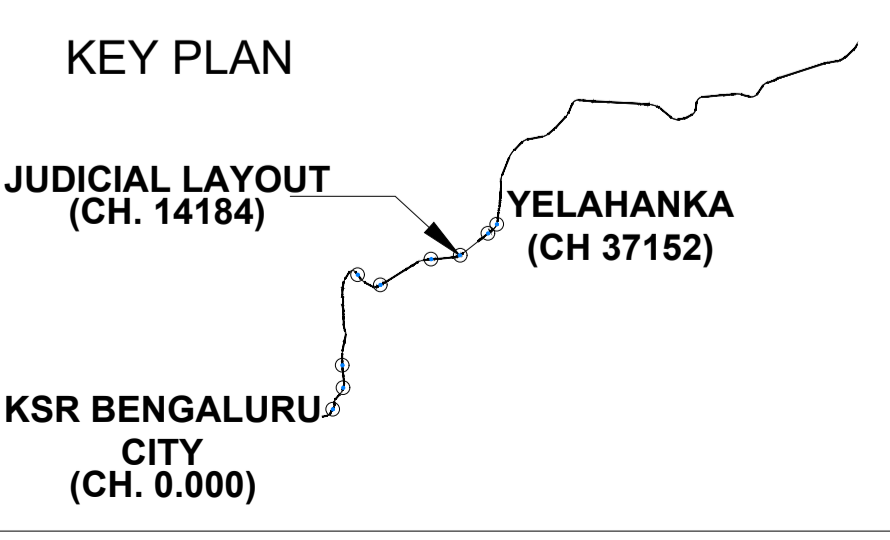 KEY PLAN
JUDICIAL LAYOUT
(CH. 14184)
YELAHANKA
(CH 37152)
KSR BENGALURU
CITY
(CH. 0.000)